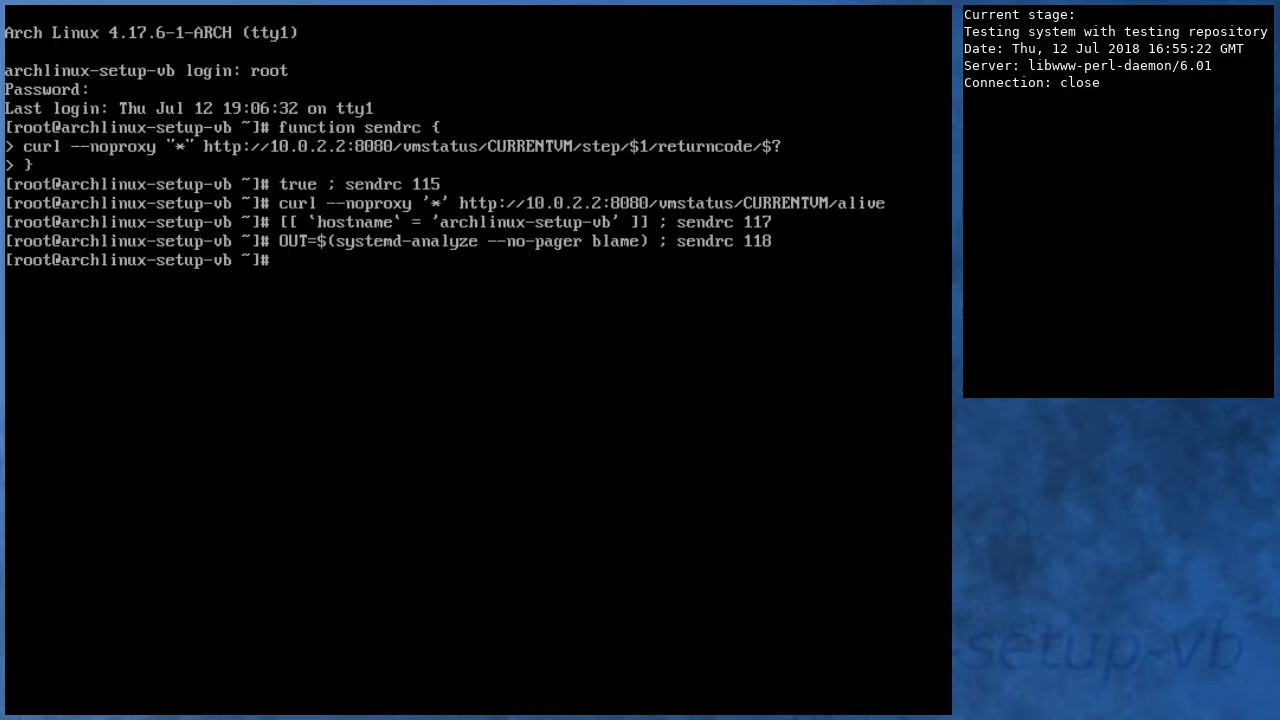 Arch Linux 4.17.6-1-ARCH (tty1)
archlinux-setup-vb login: root
Password:
Last login: Thu Jul 12 19:06:32 on tty1
[root@archlinux-setup-vb ~]# function sendrc {
> curl --noproxy "*" http://10.0.2.2:8080/vmstatus/CURRENTVM/step/$1/returncode/$?
> }
[root@archlinux-setup-vb ~]# true ; sendrc 115
[root@archlinux-setup-vb ~]# curl --noproxy '*' http://10.0.2.2:8080/vmstatus/CURRENTVM/alive
[root@archlinux-setup-vb ~]# [[ `hostname` = 'archlinux-setup-vb' ]] ; sendrc 117
[root@archlinux-setup-vb ~]# OUT=$(systemd-analyze --no-pager blame) ; sendrc 118
[root@archlinux-setup-vb ~]#
Current stage:
Testing system with testing repository
Date: Thu, 12 Jul 2018 16:55:22 GMT
Server: libwww-perl-daemon/6.01
Connection: close
setup-vb